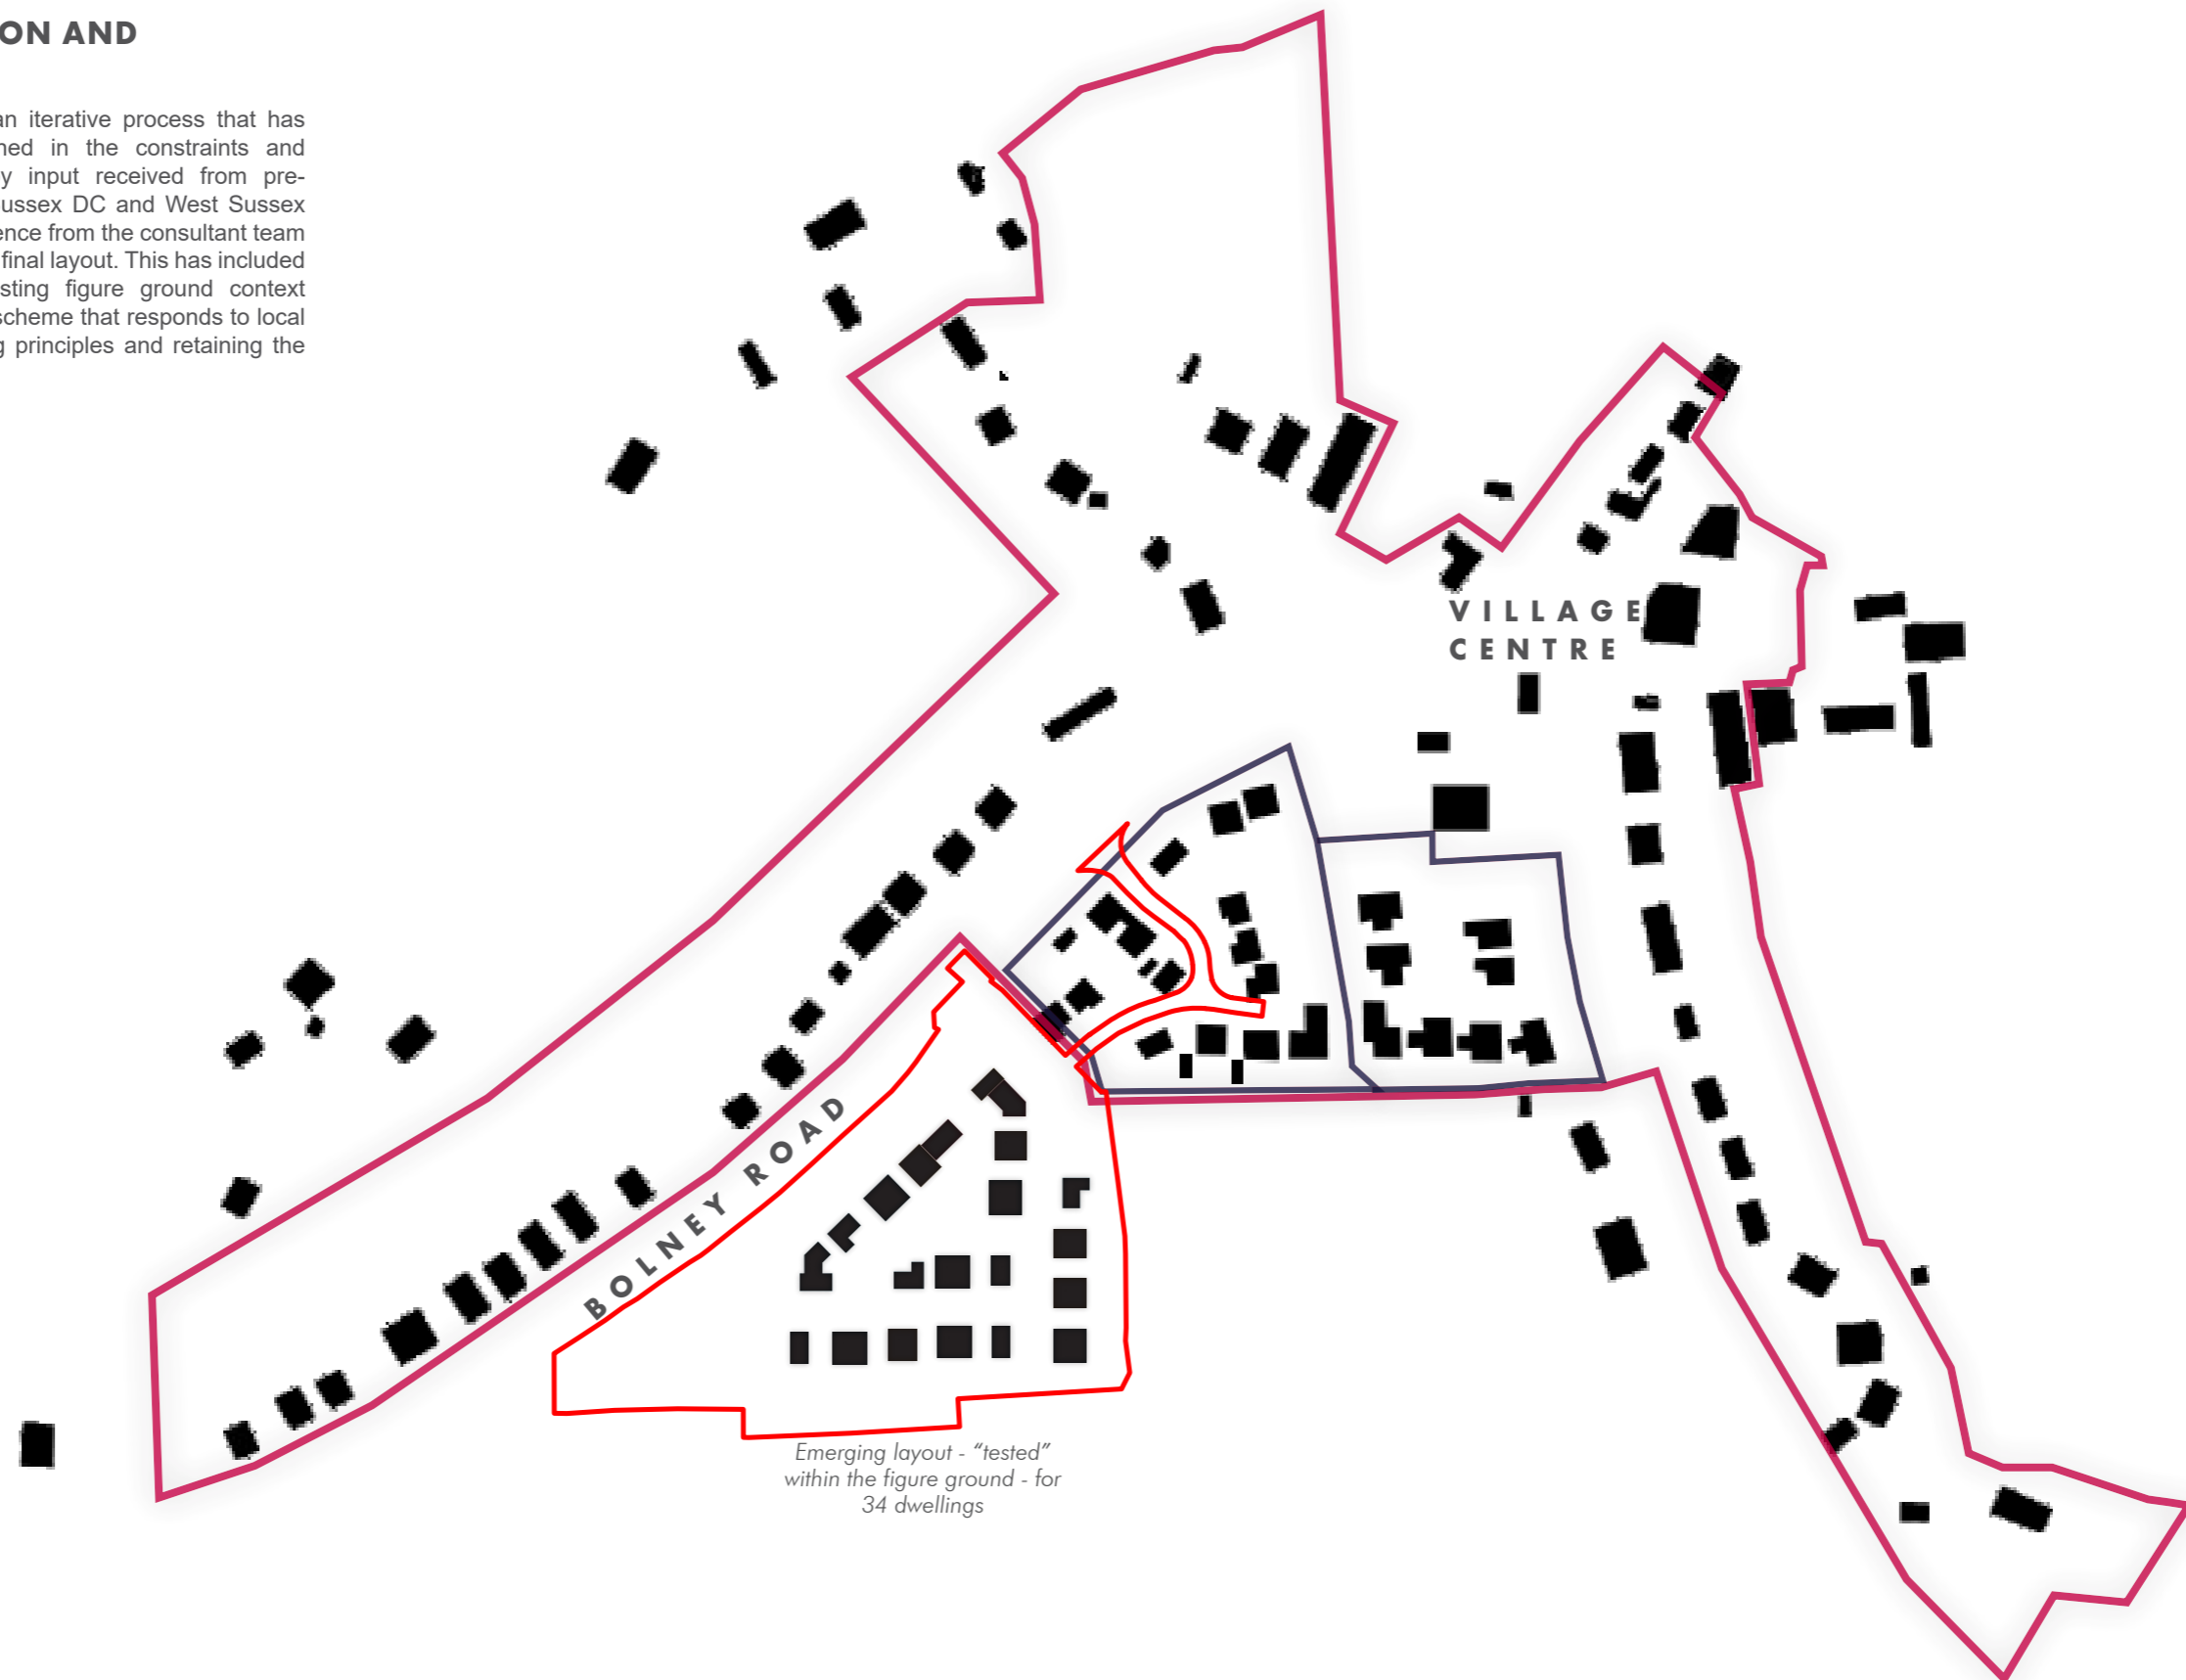 ON AND
an iterative process that has
ned in the constraints and
y input received from pre-
ussex DC and West Sussex
ence from the consultant team
final layout. This has included
sting figure ground context
scheme that responds to local
g principles and retaining the
VILLAGE
CENTRE
BOLNEY ROAD
Emerging layout - “tested”
within the figure ground - for
34 dwellings